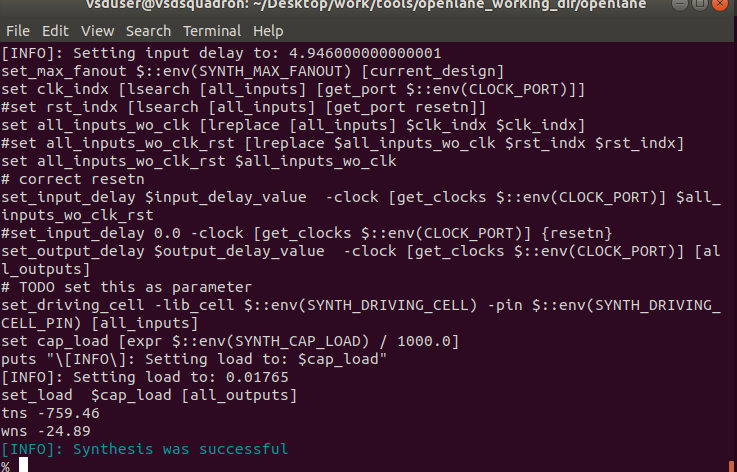 vsduser@vsdsquadron: ~/Desktop/work/tools/openlane_working_dir/openlane
File Edit View Search Terminal Help
[INFO]: Setting input delay to: 4.946000000000001
set_max_fanout $::env(SYNTH_MAX_FANOUT) [current_design]
set clk_indx [lsearch [all_inputs] [get_port $::env(CLOCK_PORT)]]
#set rst_indx [lsearch [all_inputs] [get_port resetn]]
set all_inputs_wo_clk [lreplace [all_inputs] $clk_indx $clk_indx]
#set all_inputs_wo_clk_rst [lreplace $all_inputs_wo_clk $rst_indx $rst_indx]
set all_inputs_wo_clk_rst $all_inputs_wo_clk
# correct resetn
set_input_delay $input_delay_value  -clock [get_clocks $::env(CLOCK_PORT)] $all_
inputs_wo_clk_rst
#set_input_delay 0.0 -clock [get_clocks $::env(CLOCK_PORT)] {resetn}
set_output_delay $output_delay_value  -clock [get_clocks $::env(CLOCK_PORT)] [al
l_outputs]
# TODO set this as parameter
set_driving_cell -lib_cell $::env(SYNTH_DRIVING_CELL) -pin $::env(SYNTH_DRIVING_
CELL_PIN) [all_inputs]
set cap_load [expr $::env(SYNTH_CAP_LOAD) / 1000.0]
puts "\[INFO\]: Setting load to: $cap_load"
[INFO]: Setting load to: 0.01765
set_load  $cap_load [all_outputs]
tns -759.46
wns -24.89
[INFO]: Synthesis was successful
%